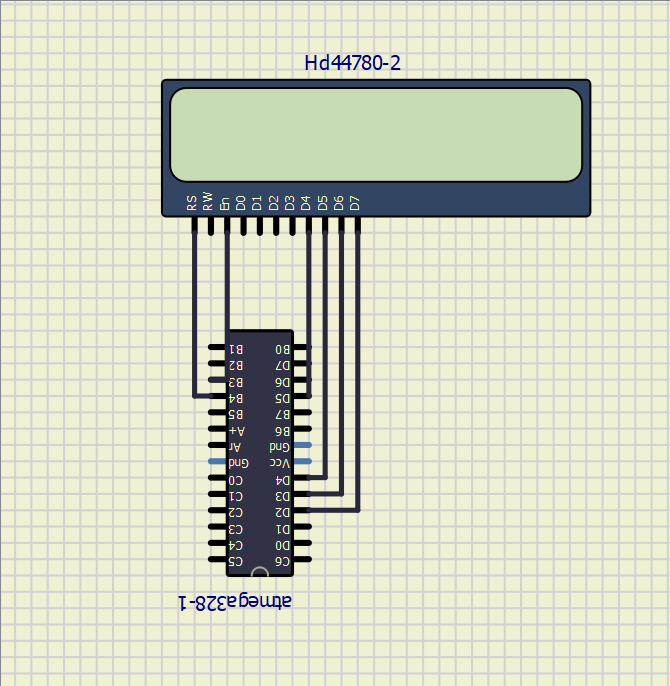 Hd44780-2
RS RW En D0 D1 D2 D3 D4 D5 D6 D7
B1 B0
B2 D7
B3 D6
B4 D5
B5 B7
A+ B6
Ar Gnd
Gnd Vcc
C0 D4
C1 D3
C2 D2
C3 D1
C4 D0
C5 C6
atmega328-1